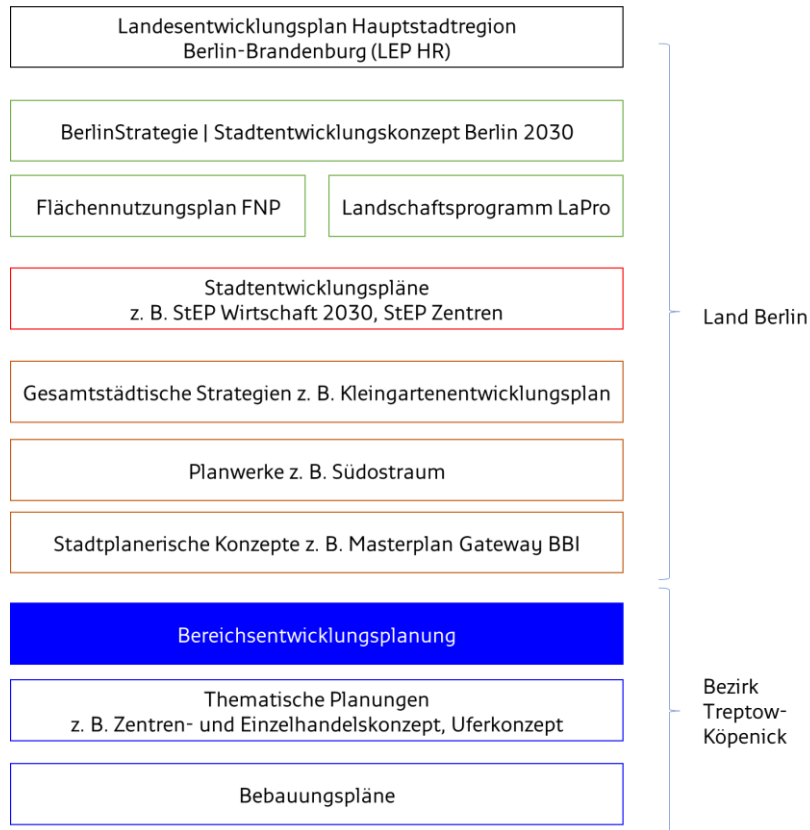 Landesentwicklungsplan Hauptstadtregion
Berlin-Brandenburg (LEP HR)
BerlinStrategie | Stadtentwicklungskonzept Berlin 2030
Flächennutzungsplan FNP
Landschaftsprogramm LaPro
Stadtentwicklungspläne
z. B. StEP Wirtschaft 2030, StEP Zentren
Land Berlin
Gesamtstädtische Strategien z. B. Kleingartenentwicklungsplan
Planwerke z. B. Südostraum
Stadtplanerische Konzepte z. B. Masterplan Gateway BBI
Bereichsentwicklungsplanung
Thematische Planungen
z. B. Zentren- und Einzelhandelskonzept, Uferkonzept
Bezirk
Treptow-
Köpenick
Bebauungspläne